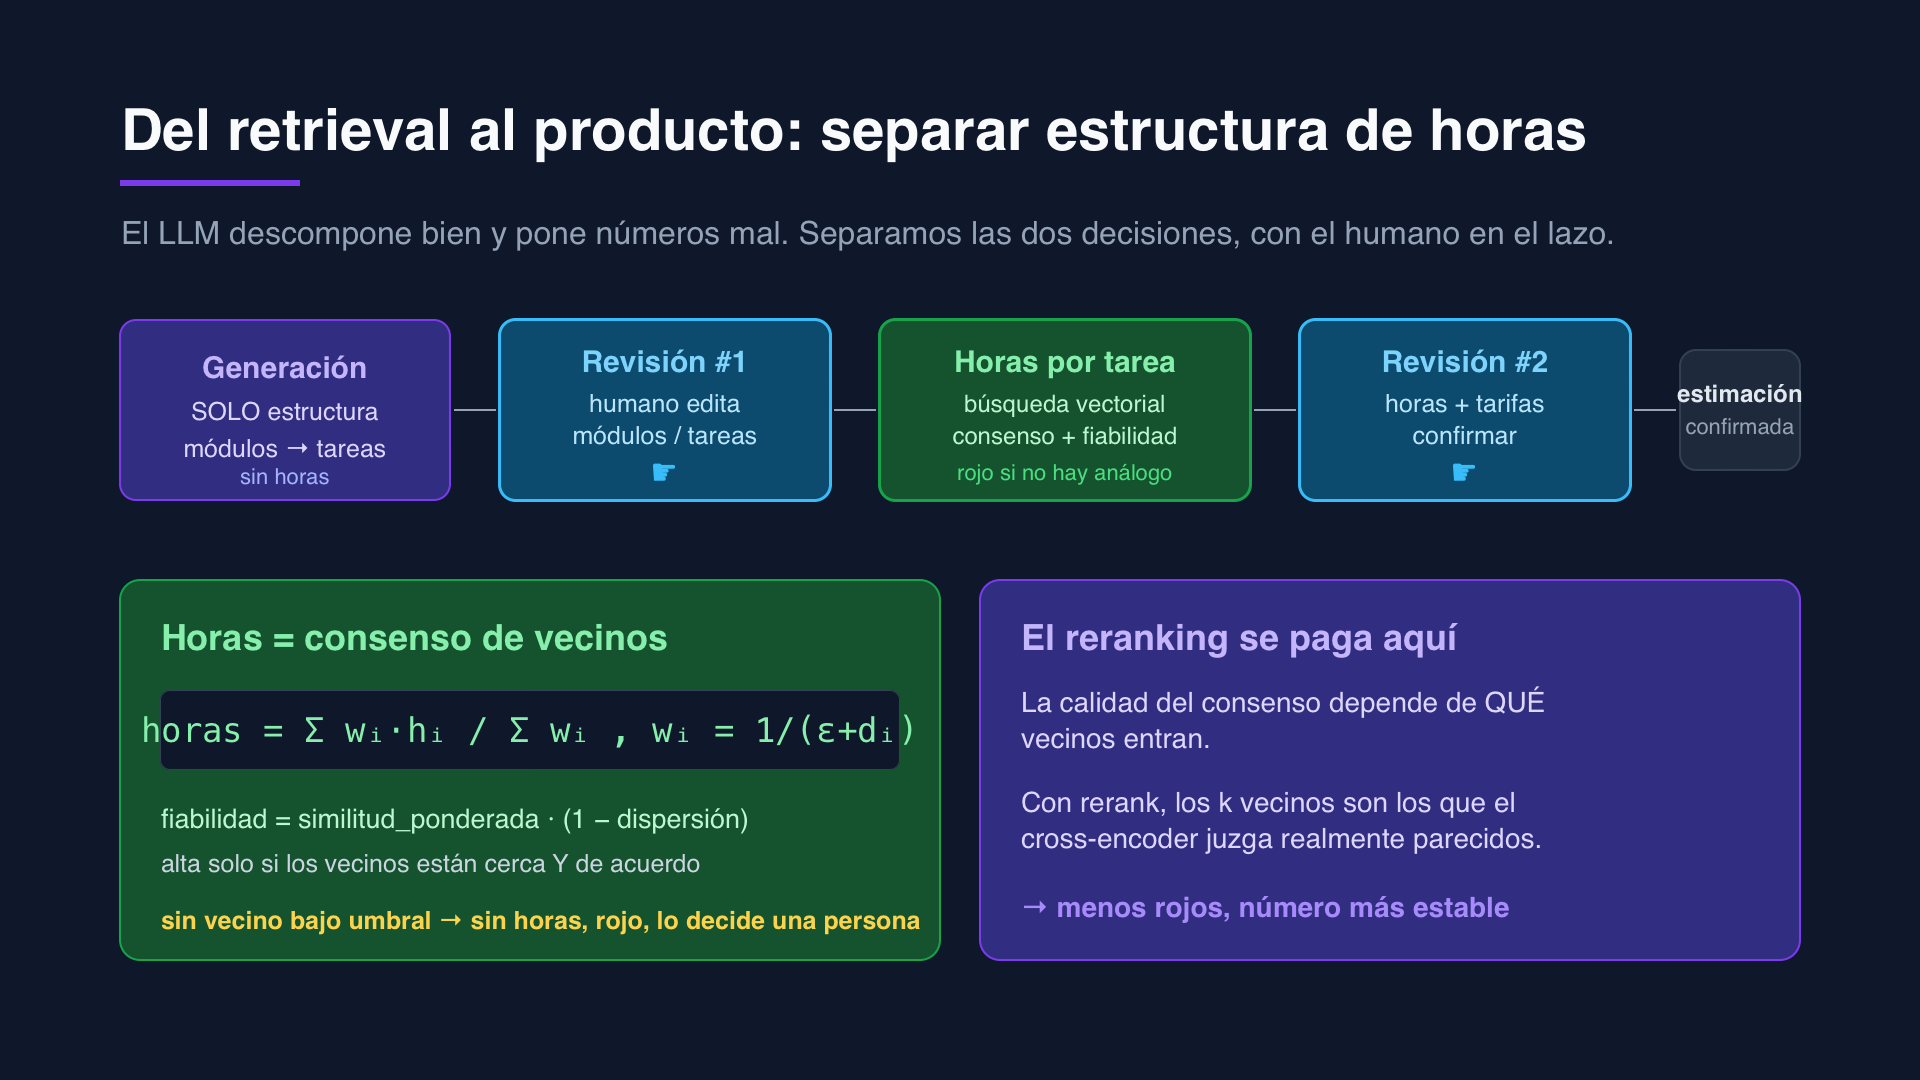 Del retrieval al producto: separar estructura de horas
El LLM descompone bien y pone números mal. Separamos las dos decisiones, con el humano en el lazo.
Generación
SOLO estructura
módulos → tareas
sin horas
Revisión #1
humano edita
módulos / tareas
☛
Horas por tarea
búsqueda vectorial
consenso + fiabilidad
rojo si no hay análogo
Revisión #2
horas + tarifas
confirmar
☛
estimación
confirmada
Horas = consenso de vecinos
horas = Σ wᵢ·hᵢ / Σ wᵢ , wᵢ = 1/(ε+dᵢ)
fiabilidad = similitud_ponderada · (1 − dispersión)
alta solo si los vecinos están cerca Y de acuerdo
sin vecino bajo umbral → sin horas, rojo, lo decide una persona
El reranking se paga aquí
La calidad del consenso depende de QUÉ
vecinos entran.
Con rerank, los k vecinos son los que el
cross-encoder juzga realmente parecidos.
→ menos rojos, número más estable